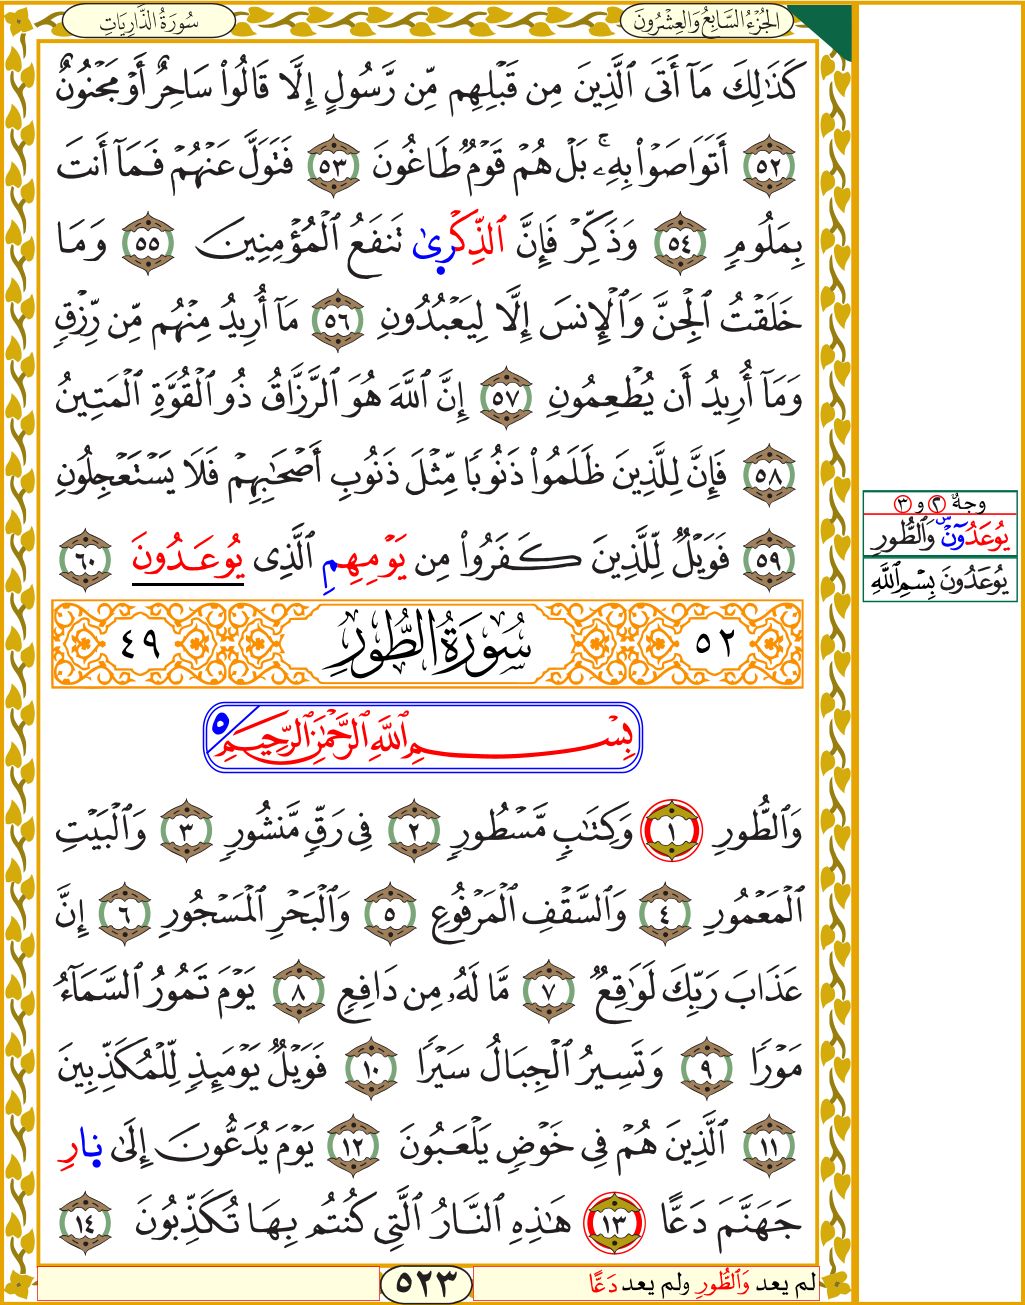 الجُزْءُ السَّابِعُ وَالعِشْرُونَ
سُورَةُ الذَّارِيَاتِ
كَذَٰلِكَ مَآ أَتَى ٱلَّذِينَ مِن قَبْلِهِم مِّن رَّسُولٍ إِلَّا قَالُوا۟ سَاحِرٌ أَوْ مَجْنُونٌ
٥٢ أَتَوَاصَوْا۟ بِهِۦۚ بَلْ هُمْ قَوْمٌ طَاغُونَ ٥٣ فَتَوَلَّ عَنْهُمْ فَمَآ أَنتَ
بِمَلُومٍ ٥٤ وَذَكِّرْ فَإِنَّ ٱلذِّكْرىٰ تَنفَعُ ٱلْمُؤْمِنِينَ ٥٥ وَمَا
خَلَقْتُ ٱلْجِنَّ وَٱلْإِنسَ إِلَّا لِيَعْبُدُونِ ٥٦ مَآ أُرِيدُ مِنْهُم مِّن رِّزْقٍ
وَمَآ أُرِيدُ أَن يُطْعِمُونِ ٥٧ إِنَّ ٱللَّهَ هُوَ ٱلرَّزَّاقُ ذُو ٱلْقُوَّةِ ٱلْمَتِينُ
٥٨ فَإِنَّ لِلَّذِينَ ظَلَمُوا۟ ذَنُوبًا مِّثْلَ ذَنُوبِ أَصْحَٰبِهِمْ فَلَا يَسْتَعْجِلُونِ
٥٩ فَوَيْلٌ لِّلَّذِينَ كَفَرُوا۟ مِن يَوْمِهِمِ ٱلَّذِى يُوعَدُونَ ٦٠
٥٢ سُورَةُ الطُّورِ ٤٩
بِسْمِ ٱللَّهِ ٱلرَّحْمَٰنِ ٱلرَّحِيمِ ٥
وَٱلطُّورِ ١ وَكِتَٰبٍ مَّسْطُورٍ ٢ فِى رَقٍّ مَّنشُورٍ ٣ وَٱلْبَيْتِ
ٱلْمَعْمُورِ ٤ وَٱلسَّقْفِ ٱلْمَرْفُوعِ ٥ وَٱلْبَحْرِ ٱلْمَسْجُورِ ٦ إِنَّ
عَذَابَ رَبِّكَ لَوَٰقِعٌ ٧ مَّا لَهُۥ مِن دَافِعٍ ٨ يَوْمَ تَمُورُ ٱلسَّمَآءُ
مَوْرًا ٩ وَتَسِيرُ ٱلْجِبَالُ سَيْرًا ١٠ فَوَيْلٌ يَوْمَئِذٍ لِّلْمُكَذِّبِينَ
١١ ٱلَّذِينَ هُمْ فِى خَوْضٍ يَلْعَبُونَ ١٢ يَوْمَ يُدَعُّونَ إِلَىٰ نِارِ
جَهَنَّمَ دَعًّا ١٣ هَٰذِهِ ٱلنَّارُ ٱلَّتِى كُنتُم بِهَا تُكَذِّبُونَ ١٤
لم يعد وَٱلطُّورِ ولم يعد دَعًّا
٥٢٣
وجهٌ ٢ و ٣
يُوعَدُوٓنْ س وَٱلطُّورِ
يُوعَدُونَ بِسْمِ ٱللَّهِ